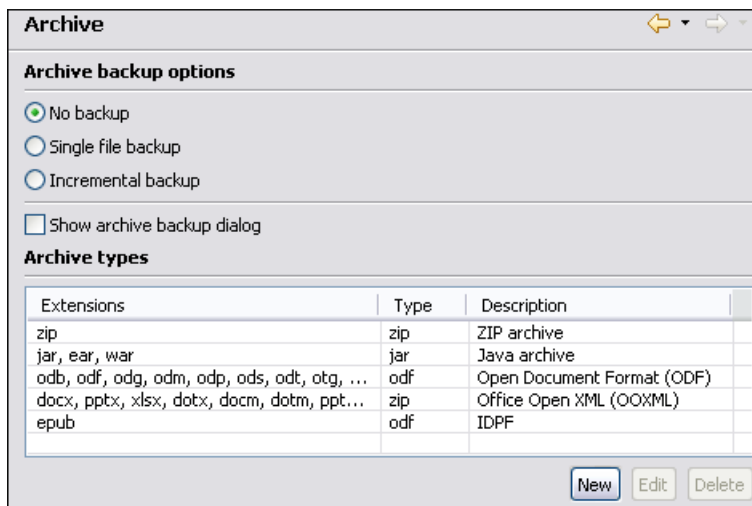 Archive
Archive backup options
No backup
Single file backup
Incremental backup
Show archive backup dialog
Archive types
Extensions Type Description
zip zip ZIP archive
jar, ear, war jar Java archive
odb, odf, odg, odm, odp, ods, odt, otg, ... odf Open Document Format (ODF)
docx, pptx, xlsx, dotx, docm, dotm, ppt... zip Office Open XML (OOXML)
epub odf IDPF
New Edit Delete